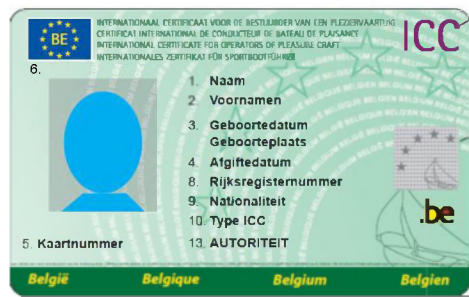 BE
INTERNATIONAAL CERTIFICAAT VOOR DE BESTUURDER VAN EEN PLEZIERVAARTUIG
CERTIFICAT INTERNATIONAL DE CONDUCTEUR DE BATEAU DE PLAISANCE
INTERNATIONAL CERTIFICATE FOR OPERATORS OF PLEASURE CRAFT
INTERNATIONALES ZERTIFIKAT FÜR SPORTBOOTFÜHRER
ICC
6.
1. Naam
2. Voornamen
3. Geboortedatum
Geboorteplaats
4. Afgiftedatum
8. Rijksregisternummer
9. Nationaliteit
10. Type ICC
5. Kaartnummer
13. AUTORITEIT
.be
België Belgique Belgium Belgien